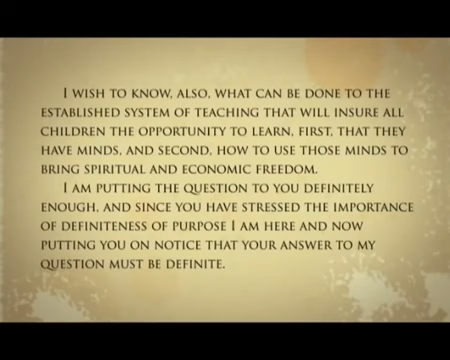 I WISH TO KNOW, ALSO, WHAT CAN BE DONE TO THE
ESTABLISHED SYSTEM OF TEACHING THAT WILL INSURE ALL
CHILDREN THE OPPORTUNITY TO LEARN, FIRST, THAT THEY
HAVE MINDS, AND SECOND, HOW TO USE THOSE MINDS TO
BRING SPIRITUAL AND ECONOMIC FREEDOM.
I AM PUTTING THE QUESTION TO YOU DEFINITELY
ENOUGH, AND SINCE YOU HAVE STRESSED THE IMPORTANCE
OF DEFINITENESS OF PURPOSE I AM HERE AND NOW
PUTTING YOU ON NOTICE THAT YOUR ANSWER TO MY
QUESTION MUST BE DEFINITE.